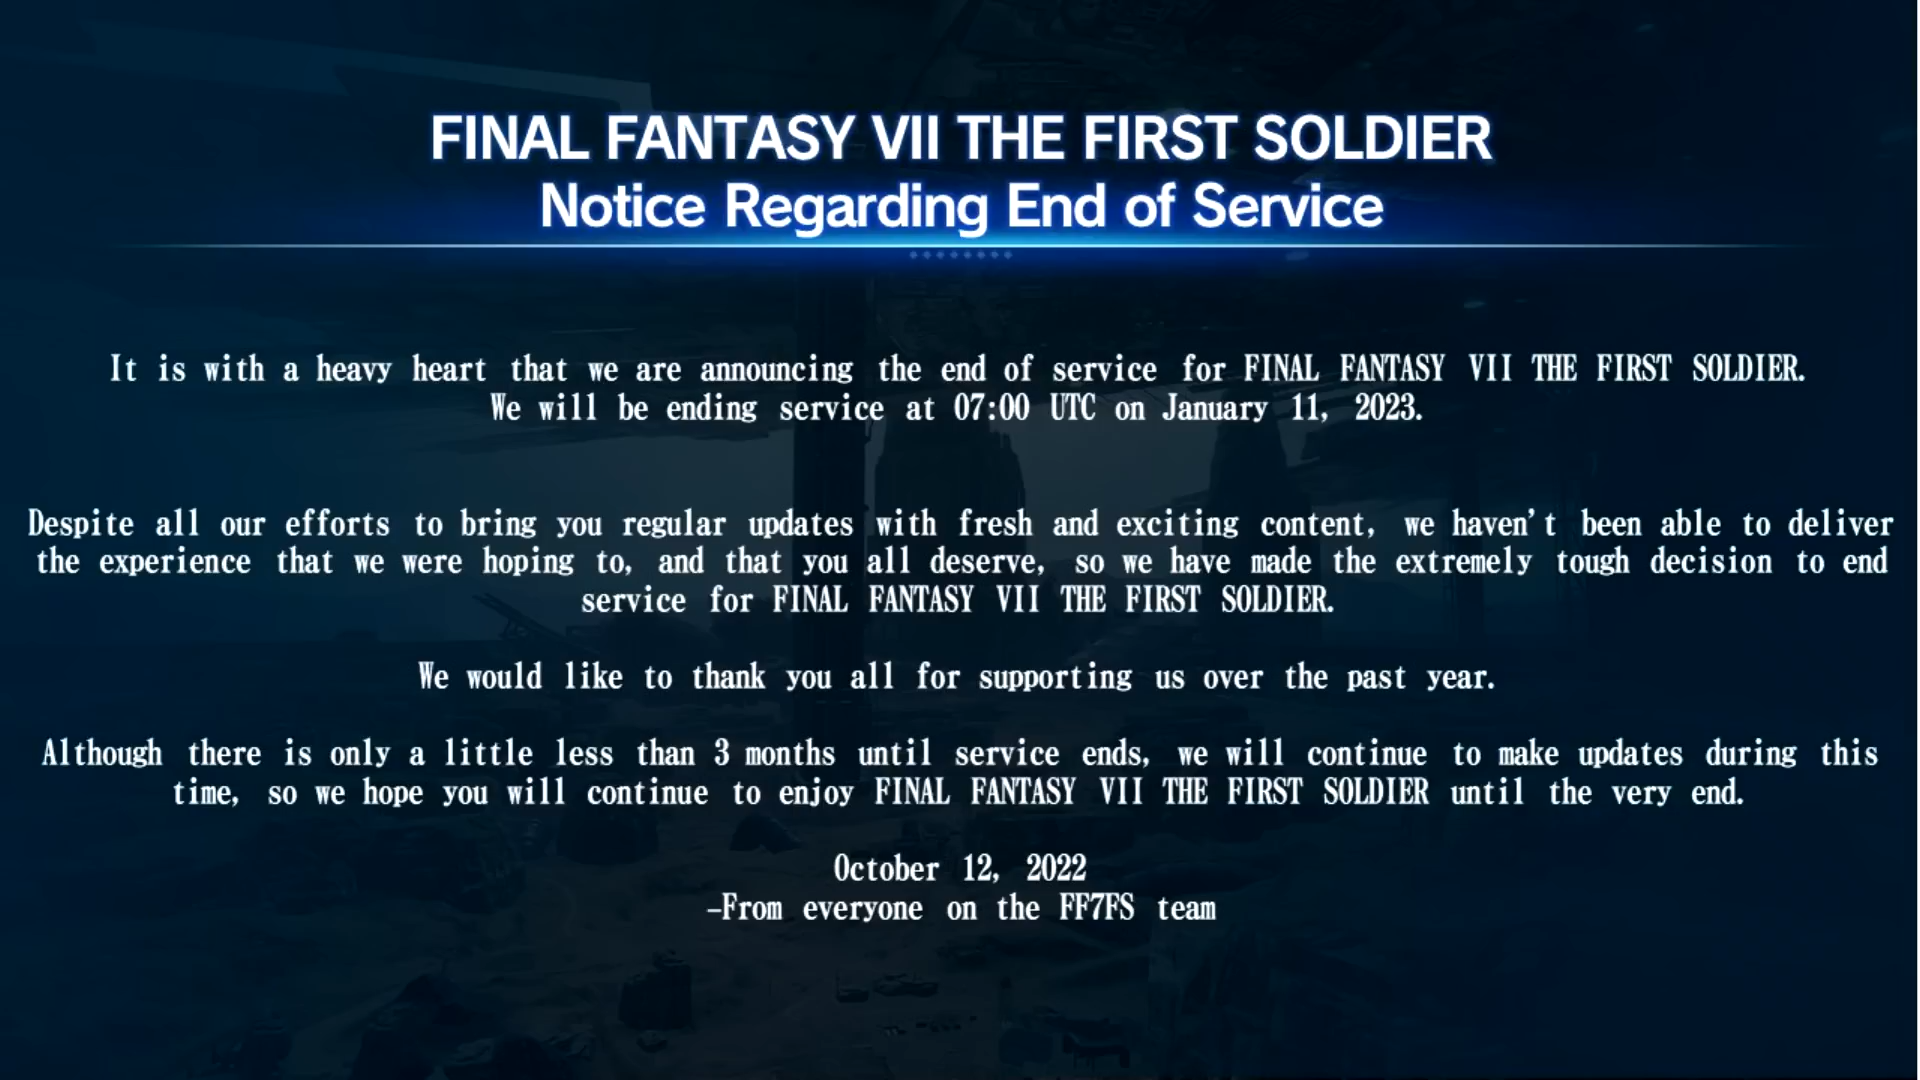 FINAL FANTASY VII THE FIRST SOLDIER
Notice Regarding End of Service
It is with a heavy heart that we are announcing the end of service for FINAL FANTASY VII THE FIRST SOLDIER.
We will be ending service at 07:00 UTC on January 11, 2023.
Despite all our efforts to bring you regular updates with fresh and exciting content, we haven't been able to deliver
the experience that we were hoping to, and that you all deserve, so we have made the extremely tough decision to end
service for FINAL FANTASY VII THE FIRST SOLDIER.
We would like to thank you all for supporting us over the past year.
Although there is only a little less than 3 months until service ends, we will continue to make updates during this
time, so we hope you will continue to enjoy FINAL FANTASY VII THE FIRST SOLDIER until the very end.
October 12, 2022
-From everyone on the FF7FS team